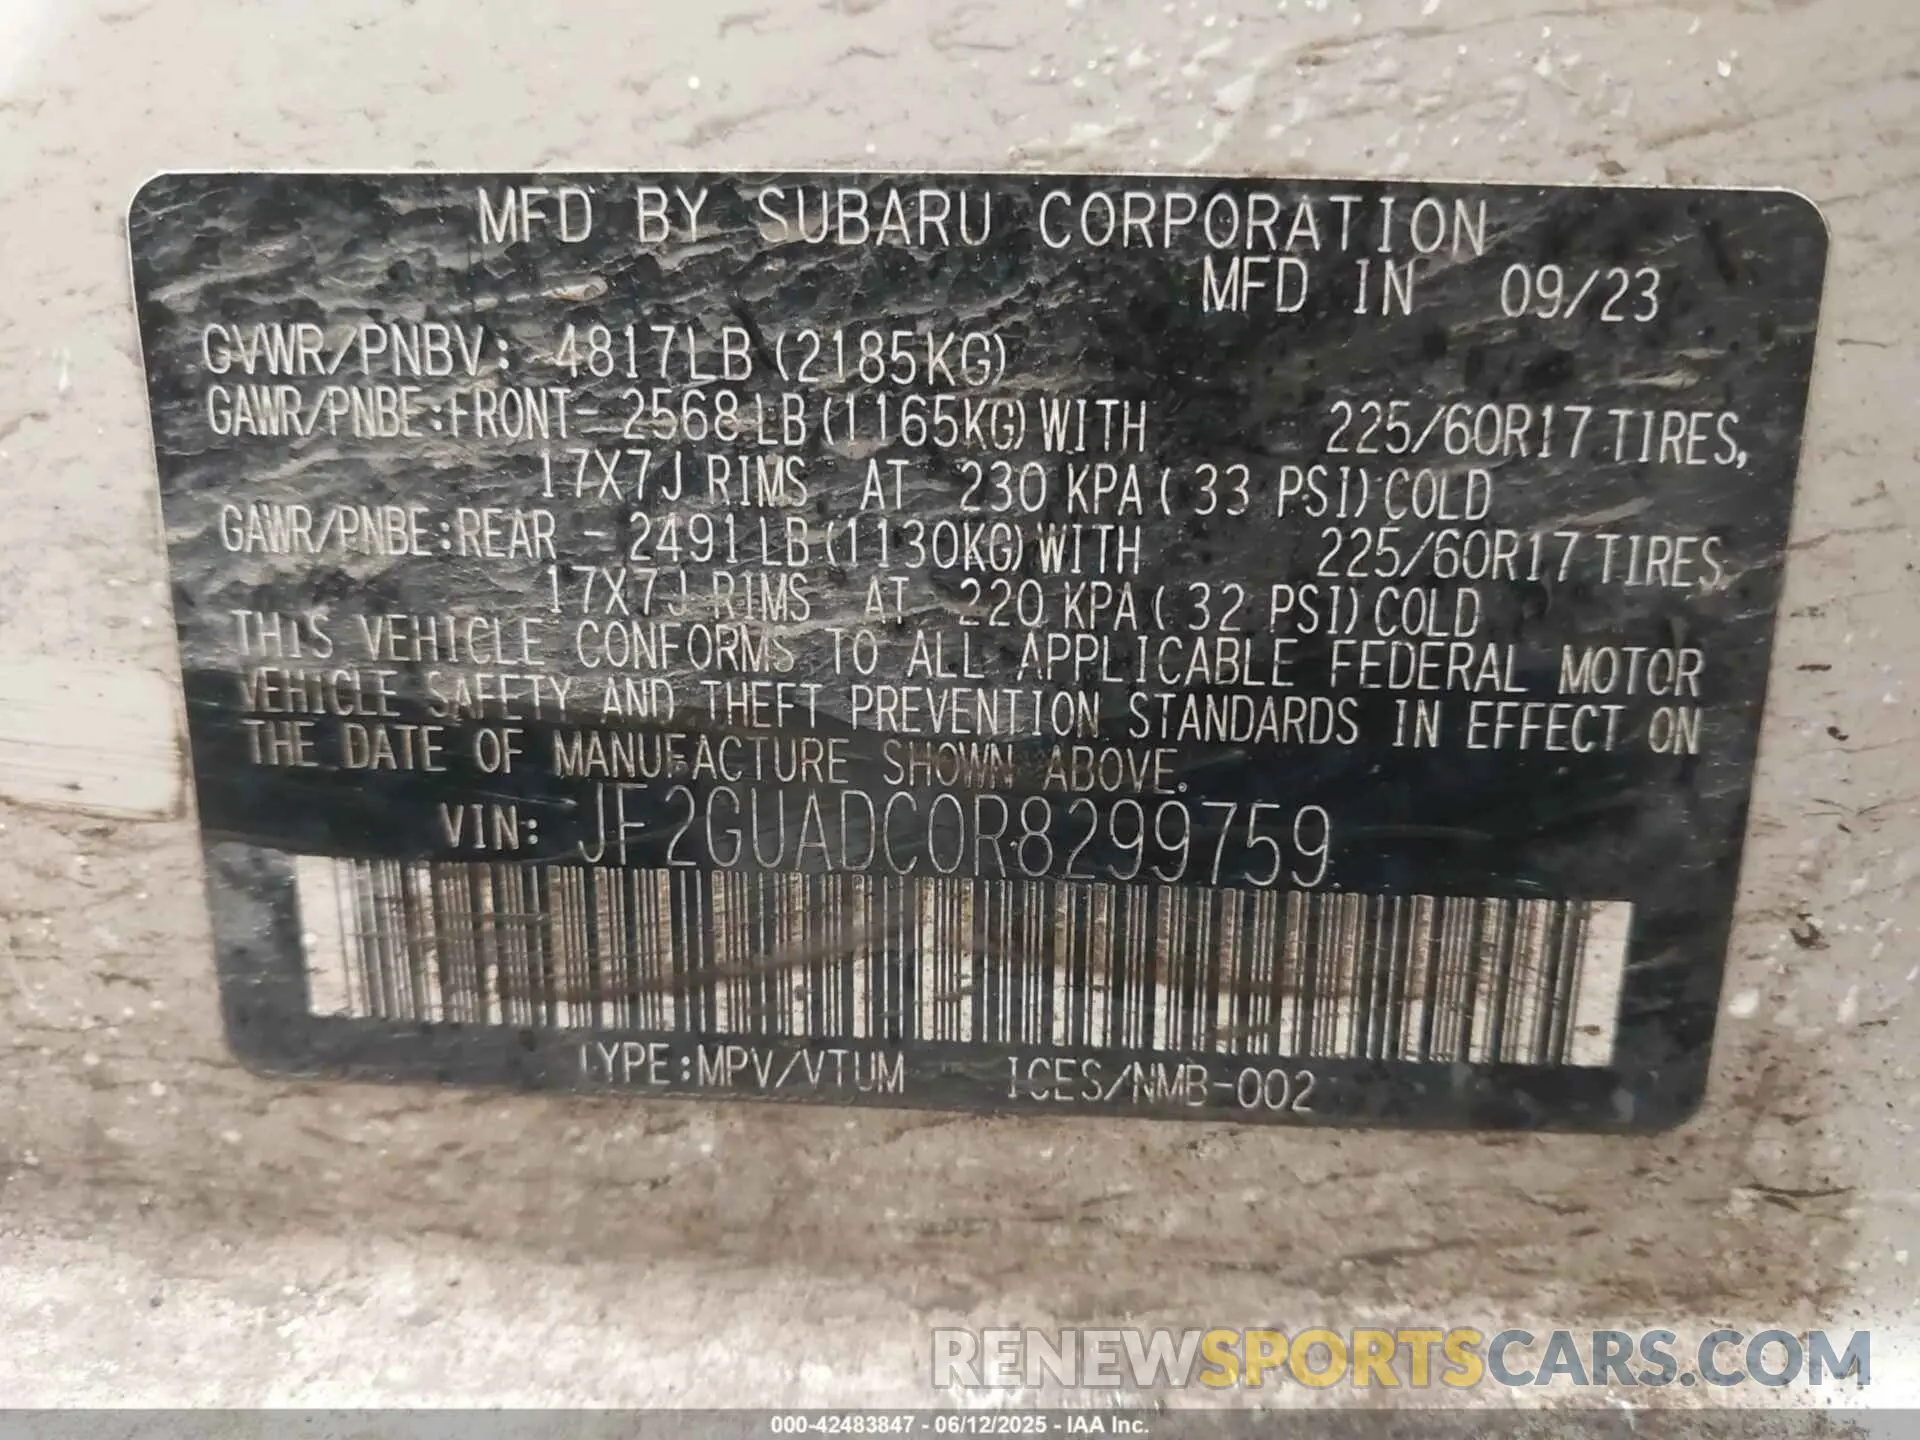 MFD BY SUBARU CORPORATION
MFD IN 09/23
GVWR/PNBV: 4817LB (2185KG)
GAWR/PNBE:FRONT- 2568LB(1165KG)WITH 225/60R17 TIRES,
17X7J RIMS AT 230 KPA( 33 PSI)COLD
GAWR/PNBE:REAR - 2491LB(1130KG)WITH 225/60R17 TIRES,
17X7J RIMS AT 220 KPA( 32 PSI)COLD
THIS VEHICLE CONFORMS TO ALL APPLICABLE FEDERAL MOTOR
VEHICLE SAFETY AND THEFT PREVENTION STANDARDS IN EFFECT ON
THE DATE OF MANUFACTURE SHOWN ABOVE.
VIN: JF2GUADC0R8299759
TYPE:MPV/VTUM ICES/NMB-002
RENEWSPORTSCARS.COM
000-42483847 - 06/12/2025 - IAA Inc.